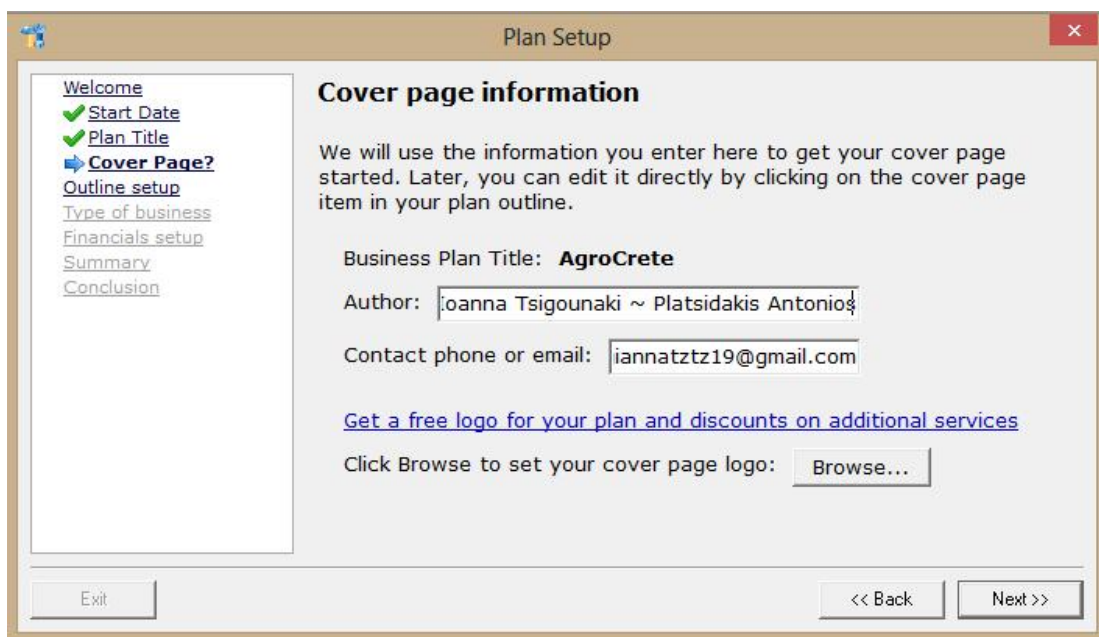 Plan Setup
Welcome
Start Date
Plan Title
Cover Page?
Outline setup
Type of business
Financials setup
Summary
Conclusion
Cover page information
We will use the information you enter here to get your cover page
started. Later, you can edit it directly by clicking on the cover page
item in your plan outline.
Business Plan Title: AgroCrete
Author: Ioanna Tsigounaki ~ Platsidakis Antonios
Contact phone or email: iannatztz19@gmail.com
Get a free logo for your plan and discounts on additional services
Click Browse to set your cover page logo: Browse...
Exit
<< Back
Next >>